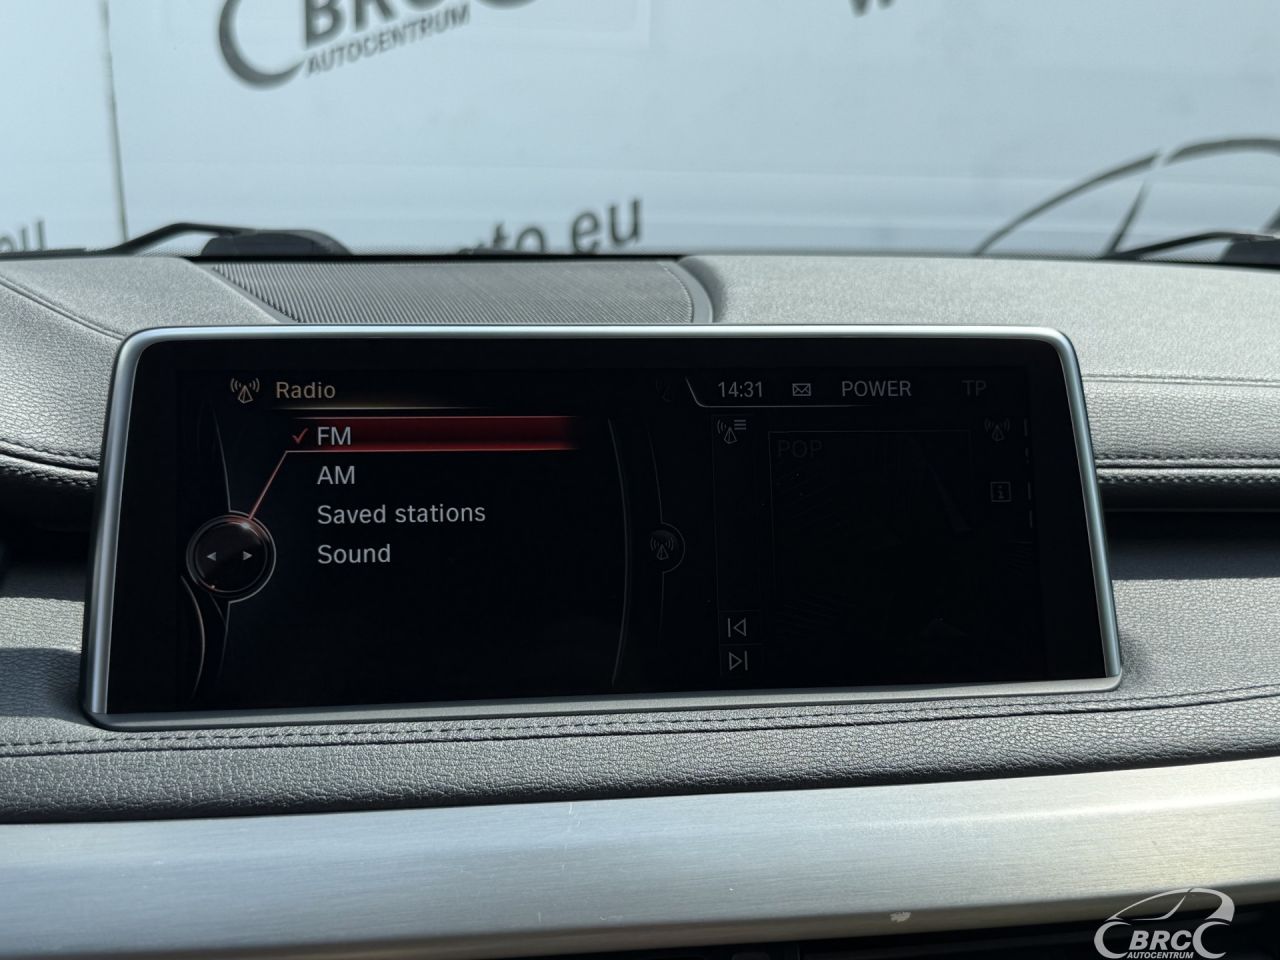 BRC
AUTOCENTRUM
to.eu
Radio
14:31
POWER
TP
FM
AM
Saved stations
Sound
POP
BRC
AUTOCENTRUM